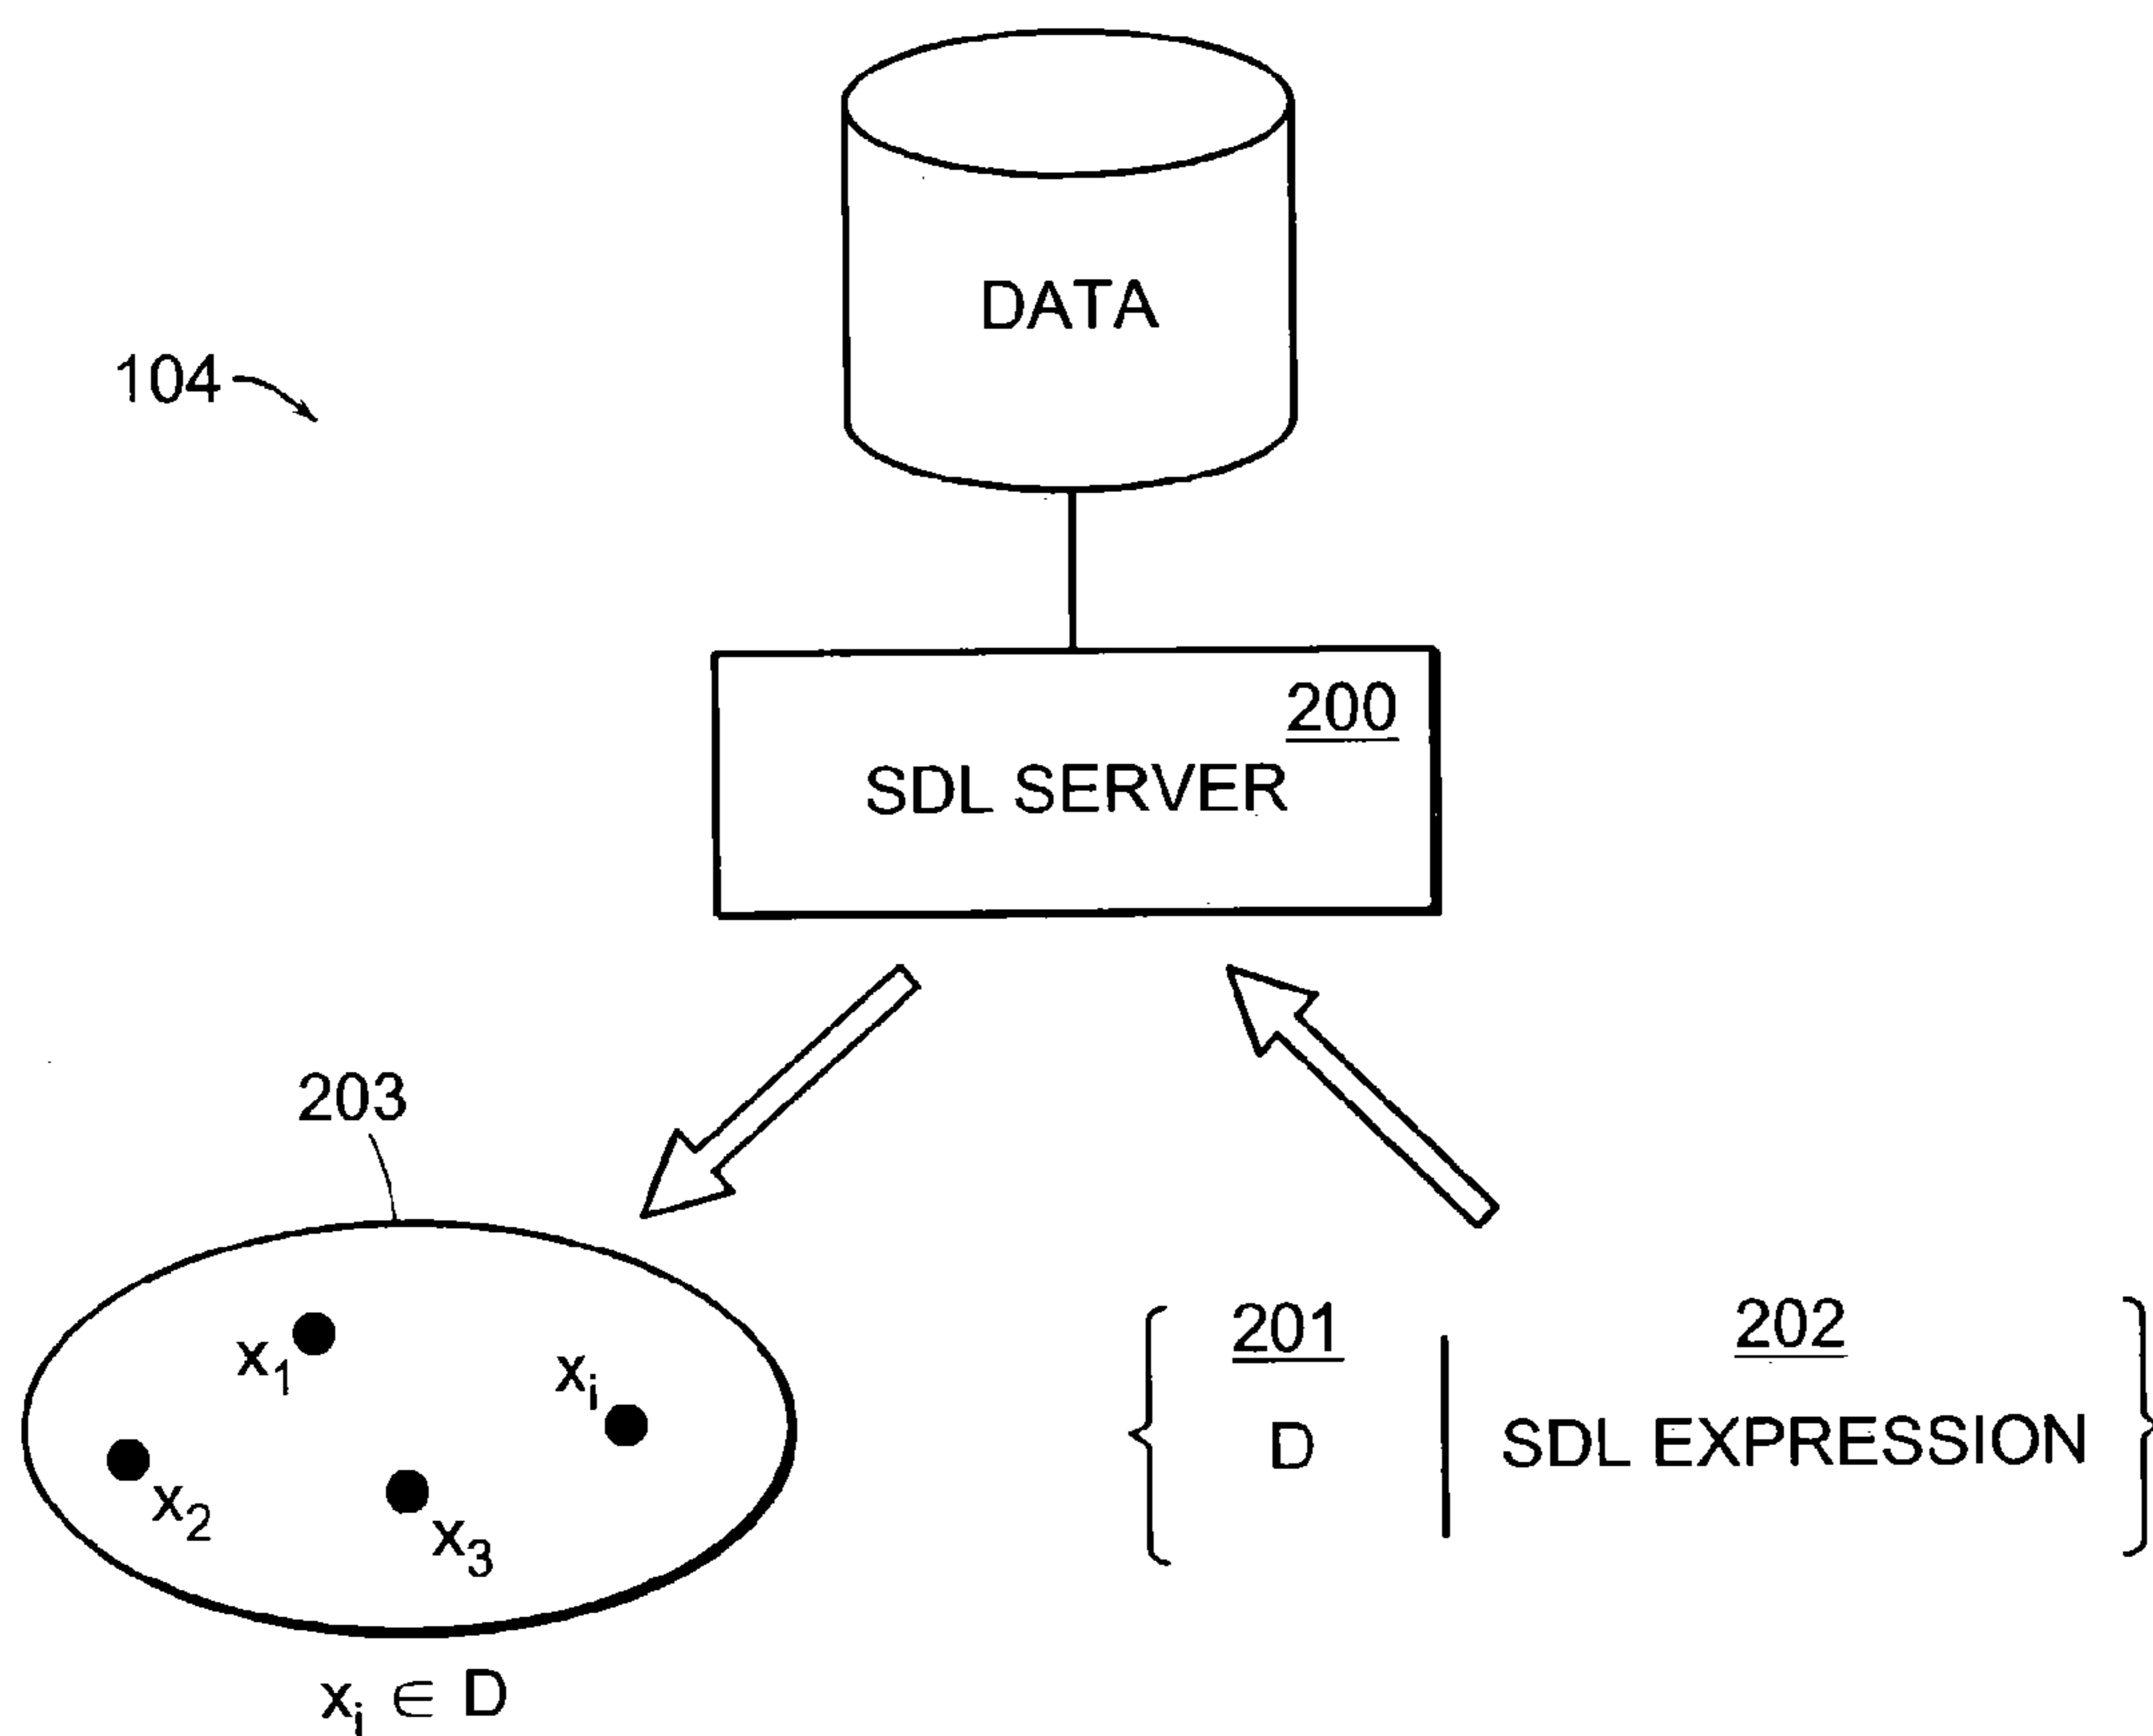 DATA
104
200
SDL SERVER
203
x₁
xᵢ
x₂
x₃
xᵢ ∈ D
{ 201 | 202 }
D | SDL EXPRESSION